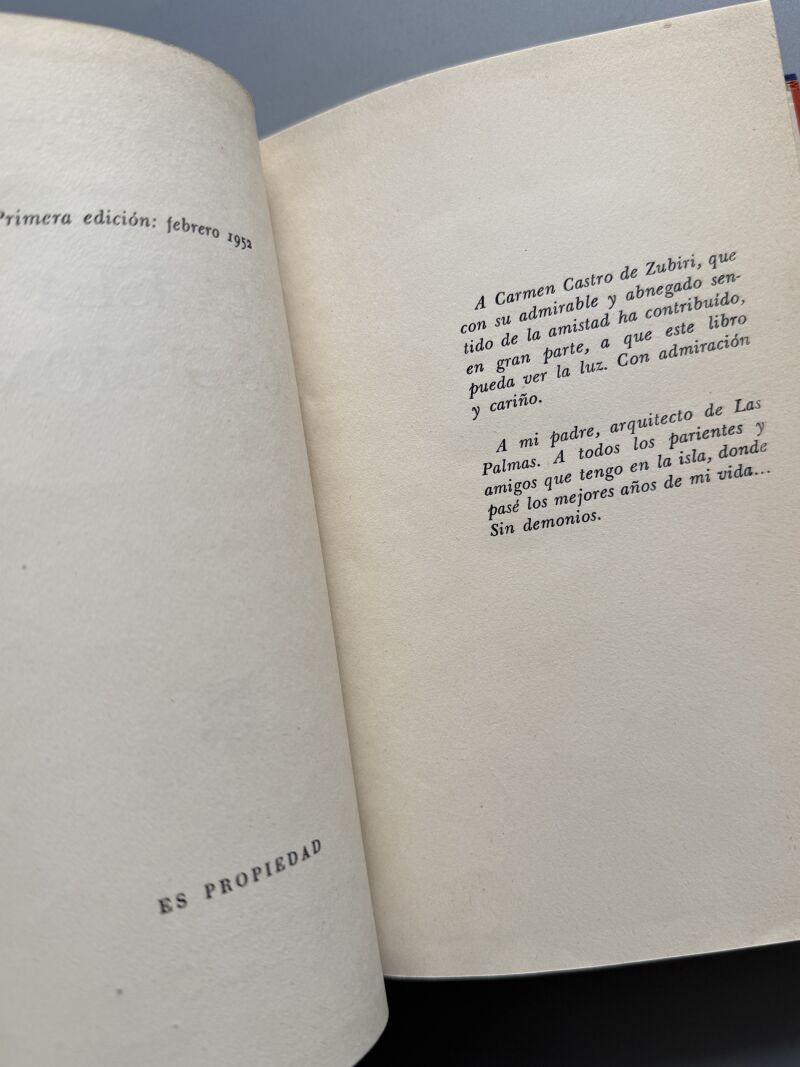 Primera edición: febrero 1952
ES PROPIEDAD
A Carmen Castro de Zubiri, que
con su admirable y abnegado sen-
tido de la amistad ha contribuído,
en gran parte, a que este libro
pueda ver la luz. Con admiración
y cariño.
A mi padre, arquitecto de Las
Palmas. A todos los parientes y
amigos que tengo en la isla, donde
pasé los mejores años de mi vida...
Sin demonios.